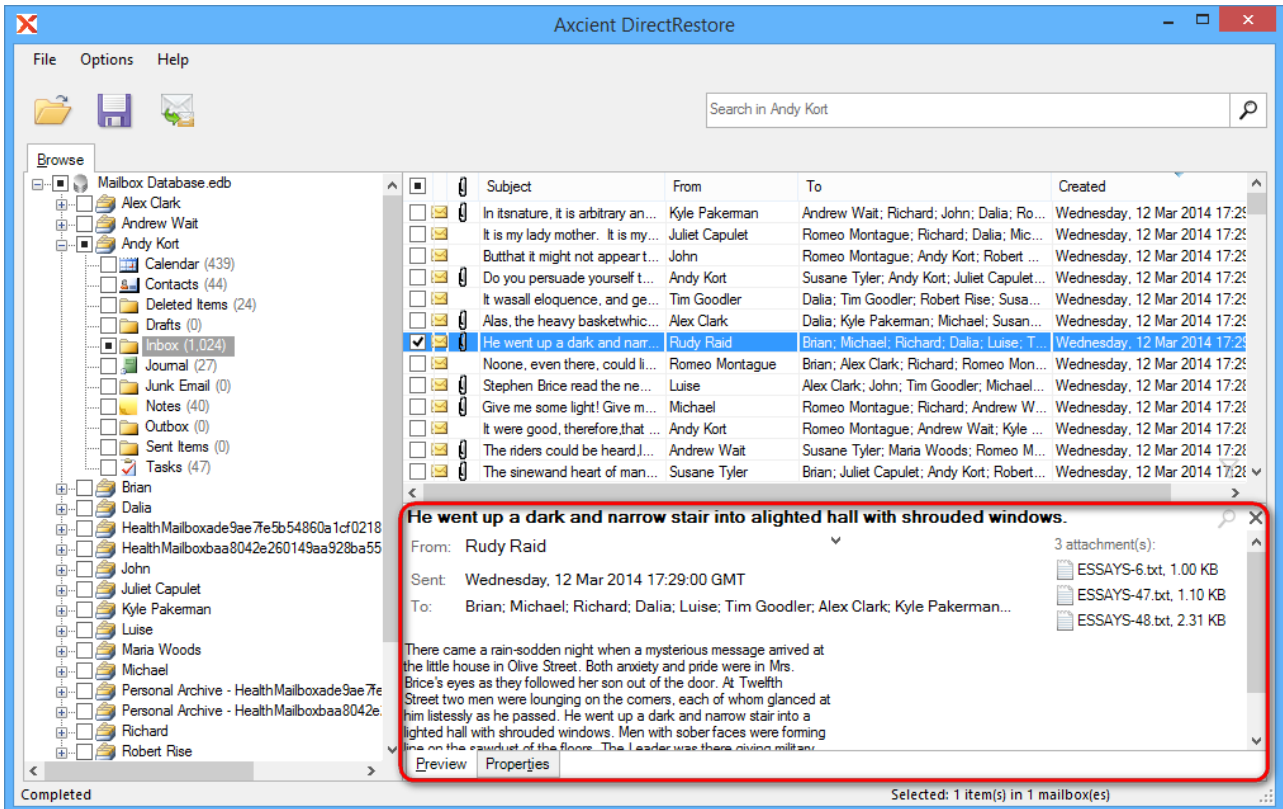 Axcient DirectRestore
File Options Help
Search in Andy Kort
Browse
Mailbox Database.edb
Alex Clark
Andrew Wait
Andy Kort
Calendar (439)
Contacts (44)
Deleted Items (24)
Drafts (0)
Inbox (1,024)
Journal (27)
Junk Email (0)
Notes (40)
Outbox (0)
Sent Items (0)
Tasks (47)
Brian
Dalia
HealthMailboxade9ae7fe5b54860a1cf0218
HealthMailboxbaa8042e260149aa928ba55
John
Juliet Capulet
Kyle Pakerman
Luise
Maria Woods
Michael
Personal Archive - HealthMailboxade9ae7fe
Personal Archive - HealthMailboxbaa8042e
Richard
Robert Rise
Subject From To Created
In itsnature, it is arbitrary an... Kyle Pakerman Andrew Wait; Richard; John; Dalia; Ro... Wednesday, 12 Mar 2014 17:29
It is my lady mother. It is my... Juliet Capulet Romeo Montague; Richard; Dalia; Mic... Wednesday, 12 Mar 2014 17:29
Butthat it might not appear t... John Romeo Montague; Andy Kort; Robert ... Wednesday, 12 Mar 2014 17:29
Do you persuade yourself t... Andy Kort Susane Tyler; Andy Kort; Juliet Capulet... Wednesday, 12 Mar 2014 17:29
It wasall eloquence, and ge... Tim Goodler Dalia; Tim Goodler; Robert Rise; Susa... Wednesday, 12 Mar 2014 17:29
Alas, the heavy basketwhic... Alex Clark Dalia; Kyle Pakerman; Michael; Susan... Wednesday, 12 Mar 2014 17:29
He went up a dark and narr... Rudy Raid Brian; Michael; Richard; Dalia; Luise; T... Wednesday, 12 Mar 2014 17:29
Noone, even there, could li... Romeo Montague Brian; Alex Clark; Richard; Romeo Mon... Wednesday, 12 Mar 2014 17:29
Stephen Brice read the ne... Luise Alex Clark; John; Tim Goodler; Michael... Wednesday, 12 Mar 2014 17:28
Give me some light! Give m... Michael Romeo Montague; Richard; Andrew W... Wednesday, 12 Mar 2014 17:28
It were good, therefore,that ... Andy Kort Romeo Montague; Andrew Wait; Kyle ... Wednesday, 12 Mar 2014 17:28
The riders could be heard,I... Andrew Wait Susane Tyler; Maria Woods; Romeo M... Wednesday, 12 Mar 2014 17:28
The sinewand heart of man... Susane Tyler Brian; Juliet Capulet; Andy Kort; Robert... Wednesday, 12 Mar 2014 17:28
He went up a dark and narrow stair into alighted hall with shrouded windows.
From: Rudy Raid
Sent: Wednesday, 12 Mar 2014 17:29:00 GMT
To: Brian; Michael; Richard; Dalia; Luise; Tim Goodler; Alex Clark; Kyle Pakerman...
3 attachment(s):
ESSAYS-6.txt, 1.00 KB
ESSAYS-47.txt, 1.10 KB
ESSAYS-48.txt, 2.31 KB
There came a rain-sodden night when a mysterious message arrived at
the little house in Olive Street. Both anxiety and pride were in Mrs.
Brice's eyes as they followed her son out of the door. At Twelfth
Street two men were lounging on the corners, each of whom glanced at
him listessly as he passed. He went up a dark and narrow stair into a
lighted hall with shrouded windows. Men with sober faces were forming
line on the sawdust of the floors. The Leader was there giving military
Preview Properties
Completed Selected: 1 item(s) in 1 mailbox(es)